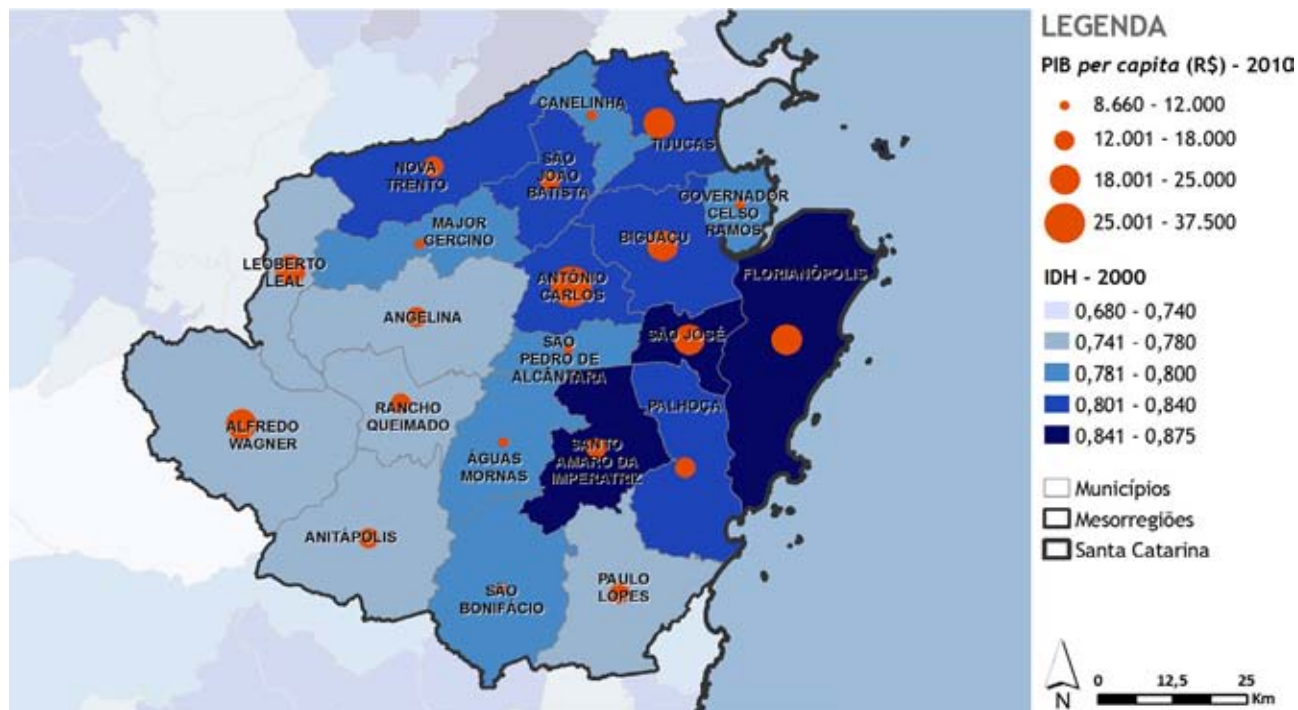 CANELINHA
TIJUCAS
NOVA
TRENTO
SÃO
JOÃO
BATISTA
GOVERNADOR
CELSO
RAMOS
MAJOR
GERCINO
BIGUAÇU
LEOBERTO
LEAL
FLORIANÓPOLIS
ANTÔNIO
CARLOS
ANGELINA
SÃO JOSÉ
SÃO
PEDRO DE
ALCÂNTARA
RANCHO
QUEIMADO
PALHOÇA
ALFREDO
WAGNER
SANTO
AMARO DA
IMPERATRIZ
ÁGUAS
MORNAS
ANITÁPOLIS
SÃO
BONIFÁCIO
PAULO
LOPES
LEGENDA
PIB per capita (R$) - 2010
8.660 - 12.000
12.001 - 18.000
18.001 - 25.000
25.001 - 37.500
IDH - 2000
0,680 - 0,740
0,741 - 0,780
0,781 - 0,800
0,801 - 0,840
0,841 - 0,875
Municípios
Mesorregiões
Santa Catarina
N
0 12,5 25
Km